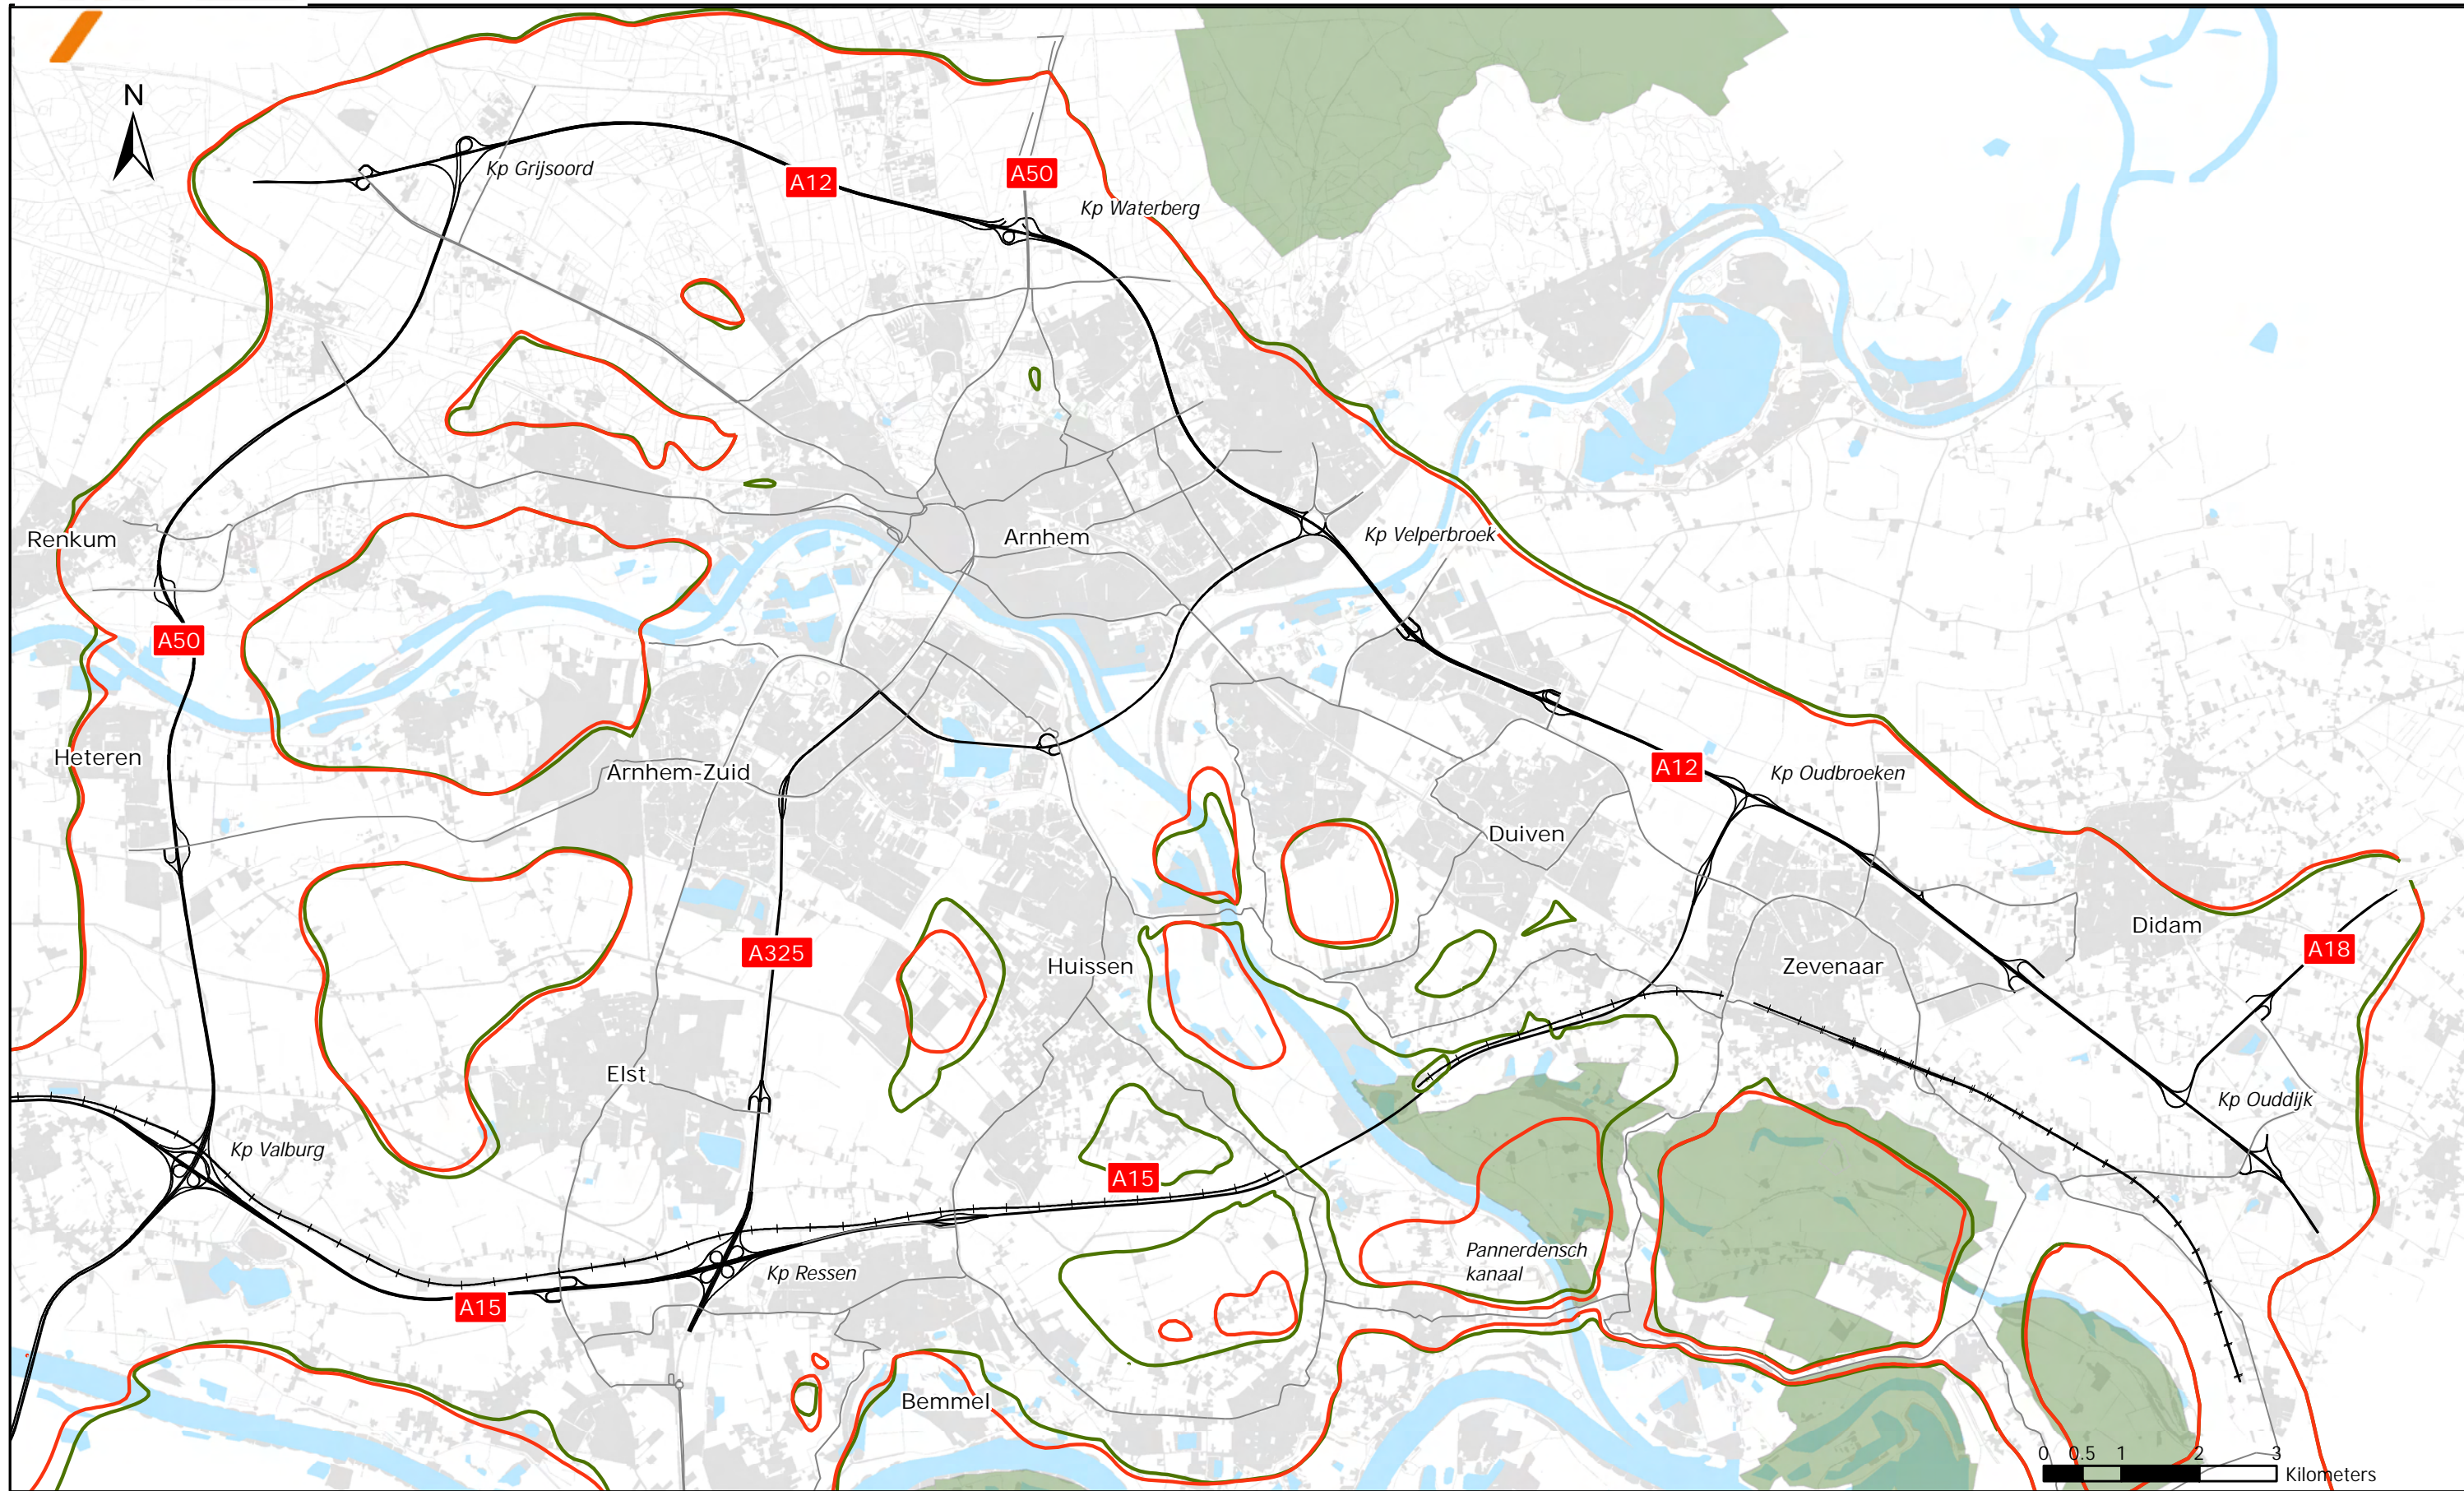 N
Kp Grijsoord
A12
A50
Kp Waterberg
Renkum
Arnhem
Kp Velperbroek
A50
Heteren
Arnhem-Zuid
A12
Kp Oudbroeken
Duiven
A325
Huissen
Zevenaar
Didam
A18
Elst
Kp Valburg
A15
Kp Ouddijk
Kp Ressen
Pannerdensch
kanaal
A15
Bemmel
0 0.5 1 2 3
Kilometers